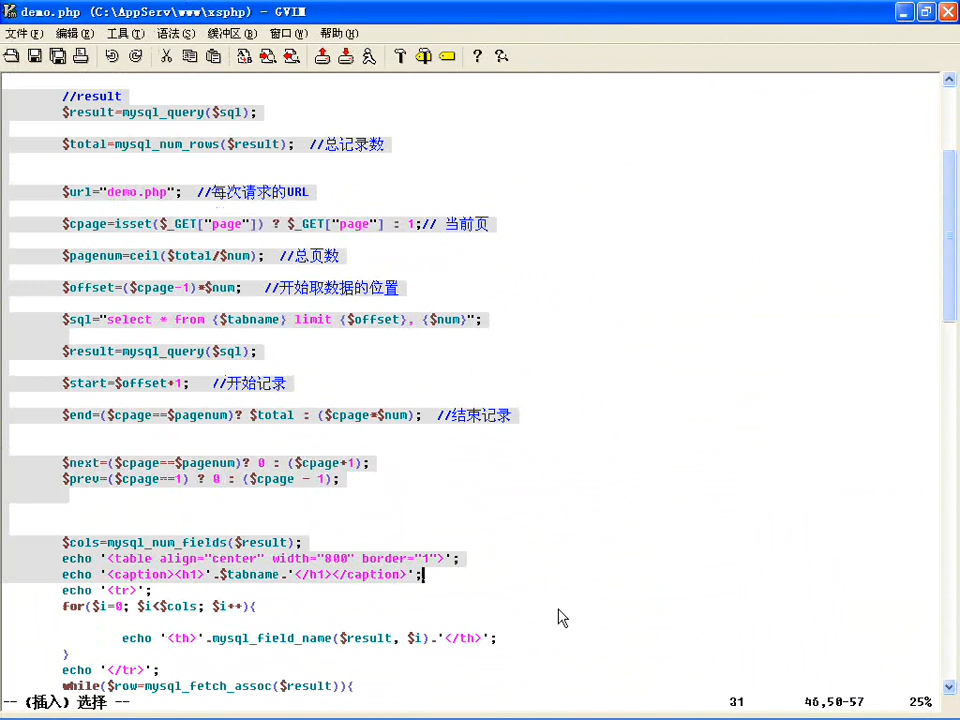 demo.php (C:\AppServ\www\xsphp) - GVIM
文件(F) 编辑(E) 工具(T) 语法(S) 缓冲区(B) 窗口(W) 帮助(H)
//result
$result=mysql_query($sql);
$total=mysql_num_rows($result); //总记录数
$url="demo.php"; //每次请求的URL
$cpage=isset($_GET["page"]) ? $_GET["page"] : 1;// 当前页
$pagenum=ceil($total/$num); //总页数
$offset=($cpage-1)*$num; //开始取数据的位置
$sql="select * from {$tabname} limit {$offset}, {$num}";
$result=mysql_query($sql);
$start=$offset+1; //开始记录
$end=($cpage==$pagenum)? $total : ($cpage*$num); //结束记录
$next=($cpage==$pagenum)? 0 : ($cpage+1);
$prev=($cpage==1) ? 0 : ($cpage - 1);
$cols=mysql_num_fields($result);
echo '<table align="center" width="800" border="1">';
echo '<caption><h1>'.$tabname.'</h1></caption>';
echo '<tr>';
for($i=0; $i<$cols; $i++){
echo '<th>'.mysql_field_name($result, $i).'</th>';
}
echo '</tr>';
while($row=mysql_fetch_assoc($result)){
-- (插入) 选择 -- 31 46,50-57 25%